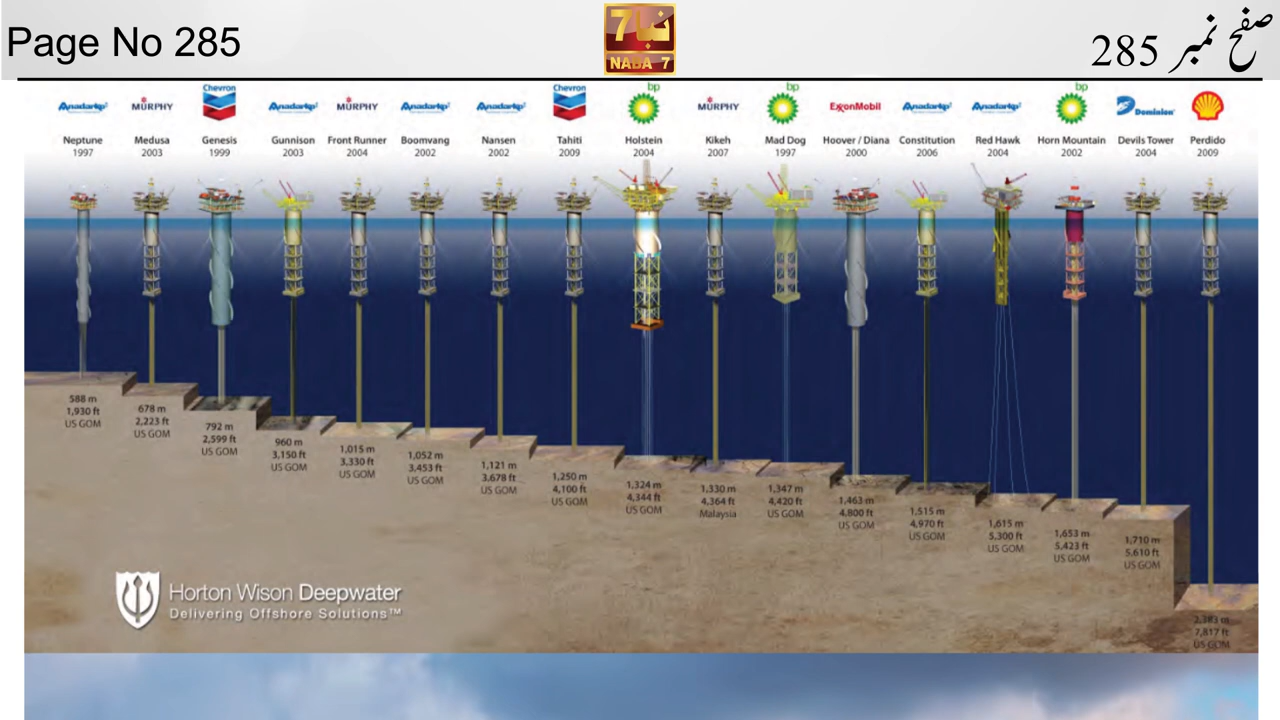 Page No 285
نبا 7
NABA 7
صفح نمبر 285
Anadarko
Neptune
1997
MURPHY
Medusa
2003
Chevron
Genesis
1999
Anadarko
Gunnison
2003
MURPHY
Front Runner
2004
Anadarko
Boomvang
2002
Anadarko
Nansen
2002
Chevron
Tahiti
2009
bp
Holstein
2004
MURPHY
Kikeh
2007
bp
Mad Dog
1997
ExxonMobil
Hoover / Diana
2000
Anadarko
Constitution
2006
Anadarko
Red Hawk
2004
bp
Horn Mountain
2002
Dominion
Devils Tower
2004
Perdido
2009
588 m
1,930 ft
US GOM
678 m
2,223 ft
US GOM
792 m
2,599 ft
US GOM
960 m
3,150 ft
US GOM
1,015 m
3,330 ft
US GOM
1,052 m
3,453 ft
US GOM
1,121 m
3.678 ft
US GOM
1,250 m
4,100 ft
US GOM
1,324 m
4,344 ft
US GOM
1,330 m
4,364 ft
Malaysia
1,347 m
4,420 ft
US GOM
1,463 m
4,800 ft
US GOM
1,515 m
4,970 ft
US GOM
1,615 m
5,300 ft
US GOM
1,653 m
5,423 ft
US GOM
1,710 m
5,610 ft
US GOM
2,383 m
7,817 ft
US GOM
Horton Wison Deepwater
Delivering Offshore Solutions™